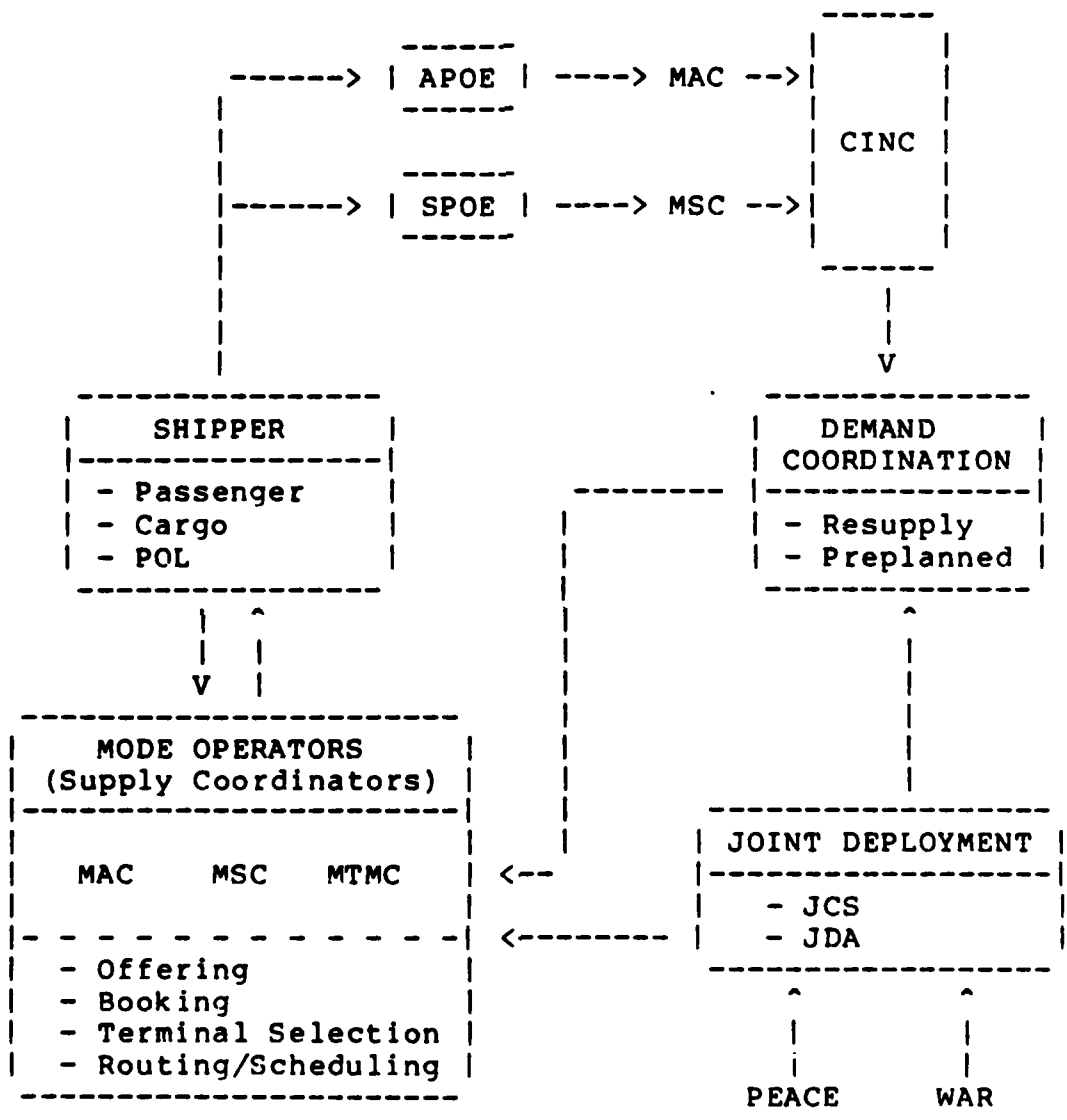 APOE MAC
CINC
SPOE MSC
SHIPPER
- Passenger
- Cargo
- POL
DEMAND
COORDINATION
- Resupply
- Preplanned
MODE OPERATORS
(Supply Coordinators)
MAC MSC MTMC
- Offering
- Booking
- Terminal Selection
- Routing/Scheduling
JOINT DEPLOYMENT
- JCS
- JDA
PEACE WAR